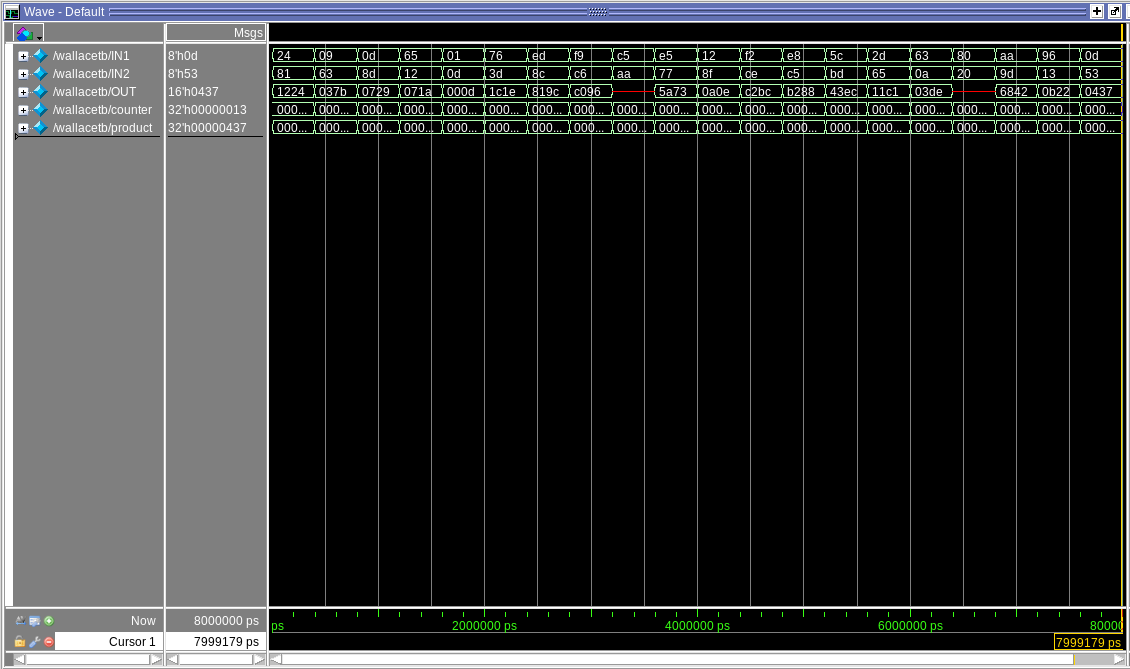 Wave - Default
Msgs
/wallacetb/IN1 8'h0d 24 09 0d 65 01 76 ed f9 c5 e5 12 f2 e8 5c 2d 63 80 aa 96 0d
/wallacetb/IN2 8'h53 81 63 8d 12 0d 3d 8c c6 aa 77 8f ce c5 bd 65 0a 20 9d 13 53
/wallacetb/OUT 16'h0437 1224 037b 0729 071a 000d 1c1e 819c c096 5a73 0a0e c2bc b288 43ec 11c1 03de 6842 0b22 0437
/wallacetb/counter 32'h00000013 000... 000... 000... 000... 000... 000... 000... 000... 000... 000... 000... 000... 000... 000... 000... 000... 000... 000... 000... 000...
/wallacetb/product 32'h00000437 000... 000... 000... 000... 000... 000... 000... 000... 000... 000... 000... 000... 000... 000... 000... 000... 000... 000... 000... 000...
Now 8000000 ps ps 2000000 ps 4000000 ps 6000000 ps 80000
Cursor 1 7999179 ps 7999179 ps